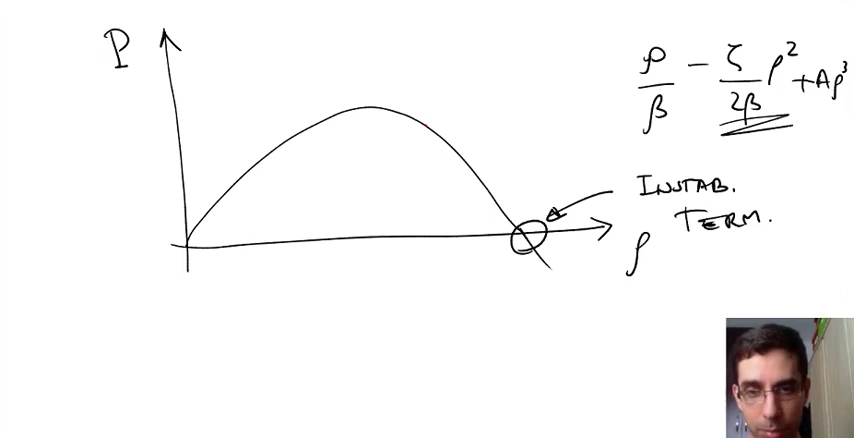 P
ρ/β - ζ/2β ρ² + Aρ³
INSTAB.
TERM.
ρ